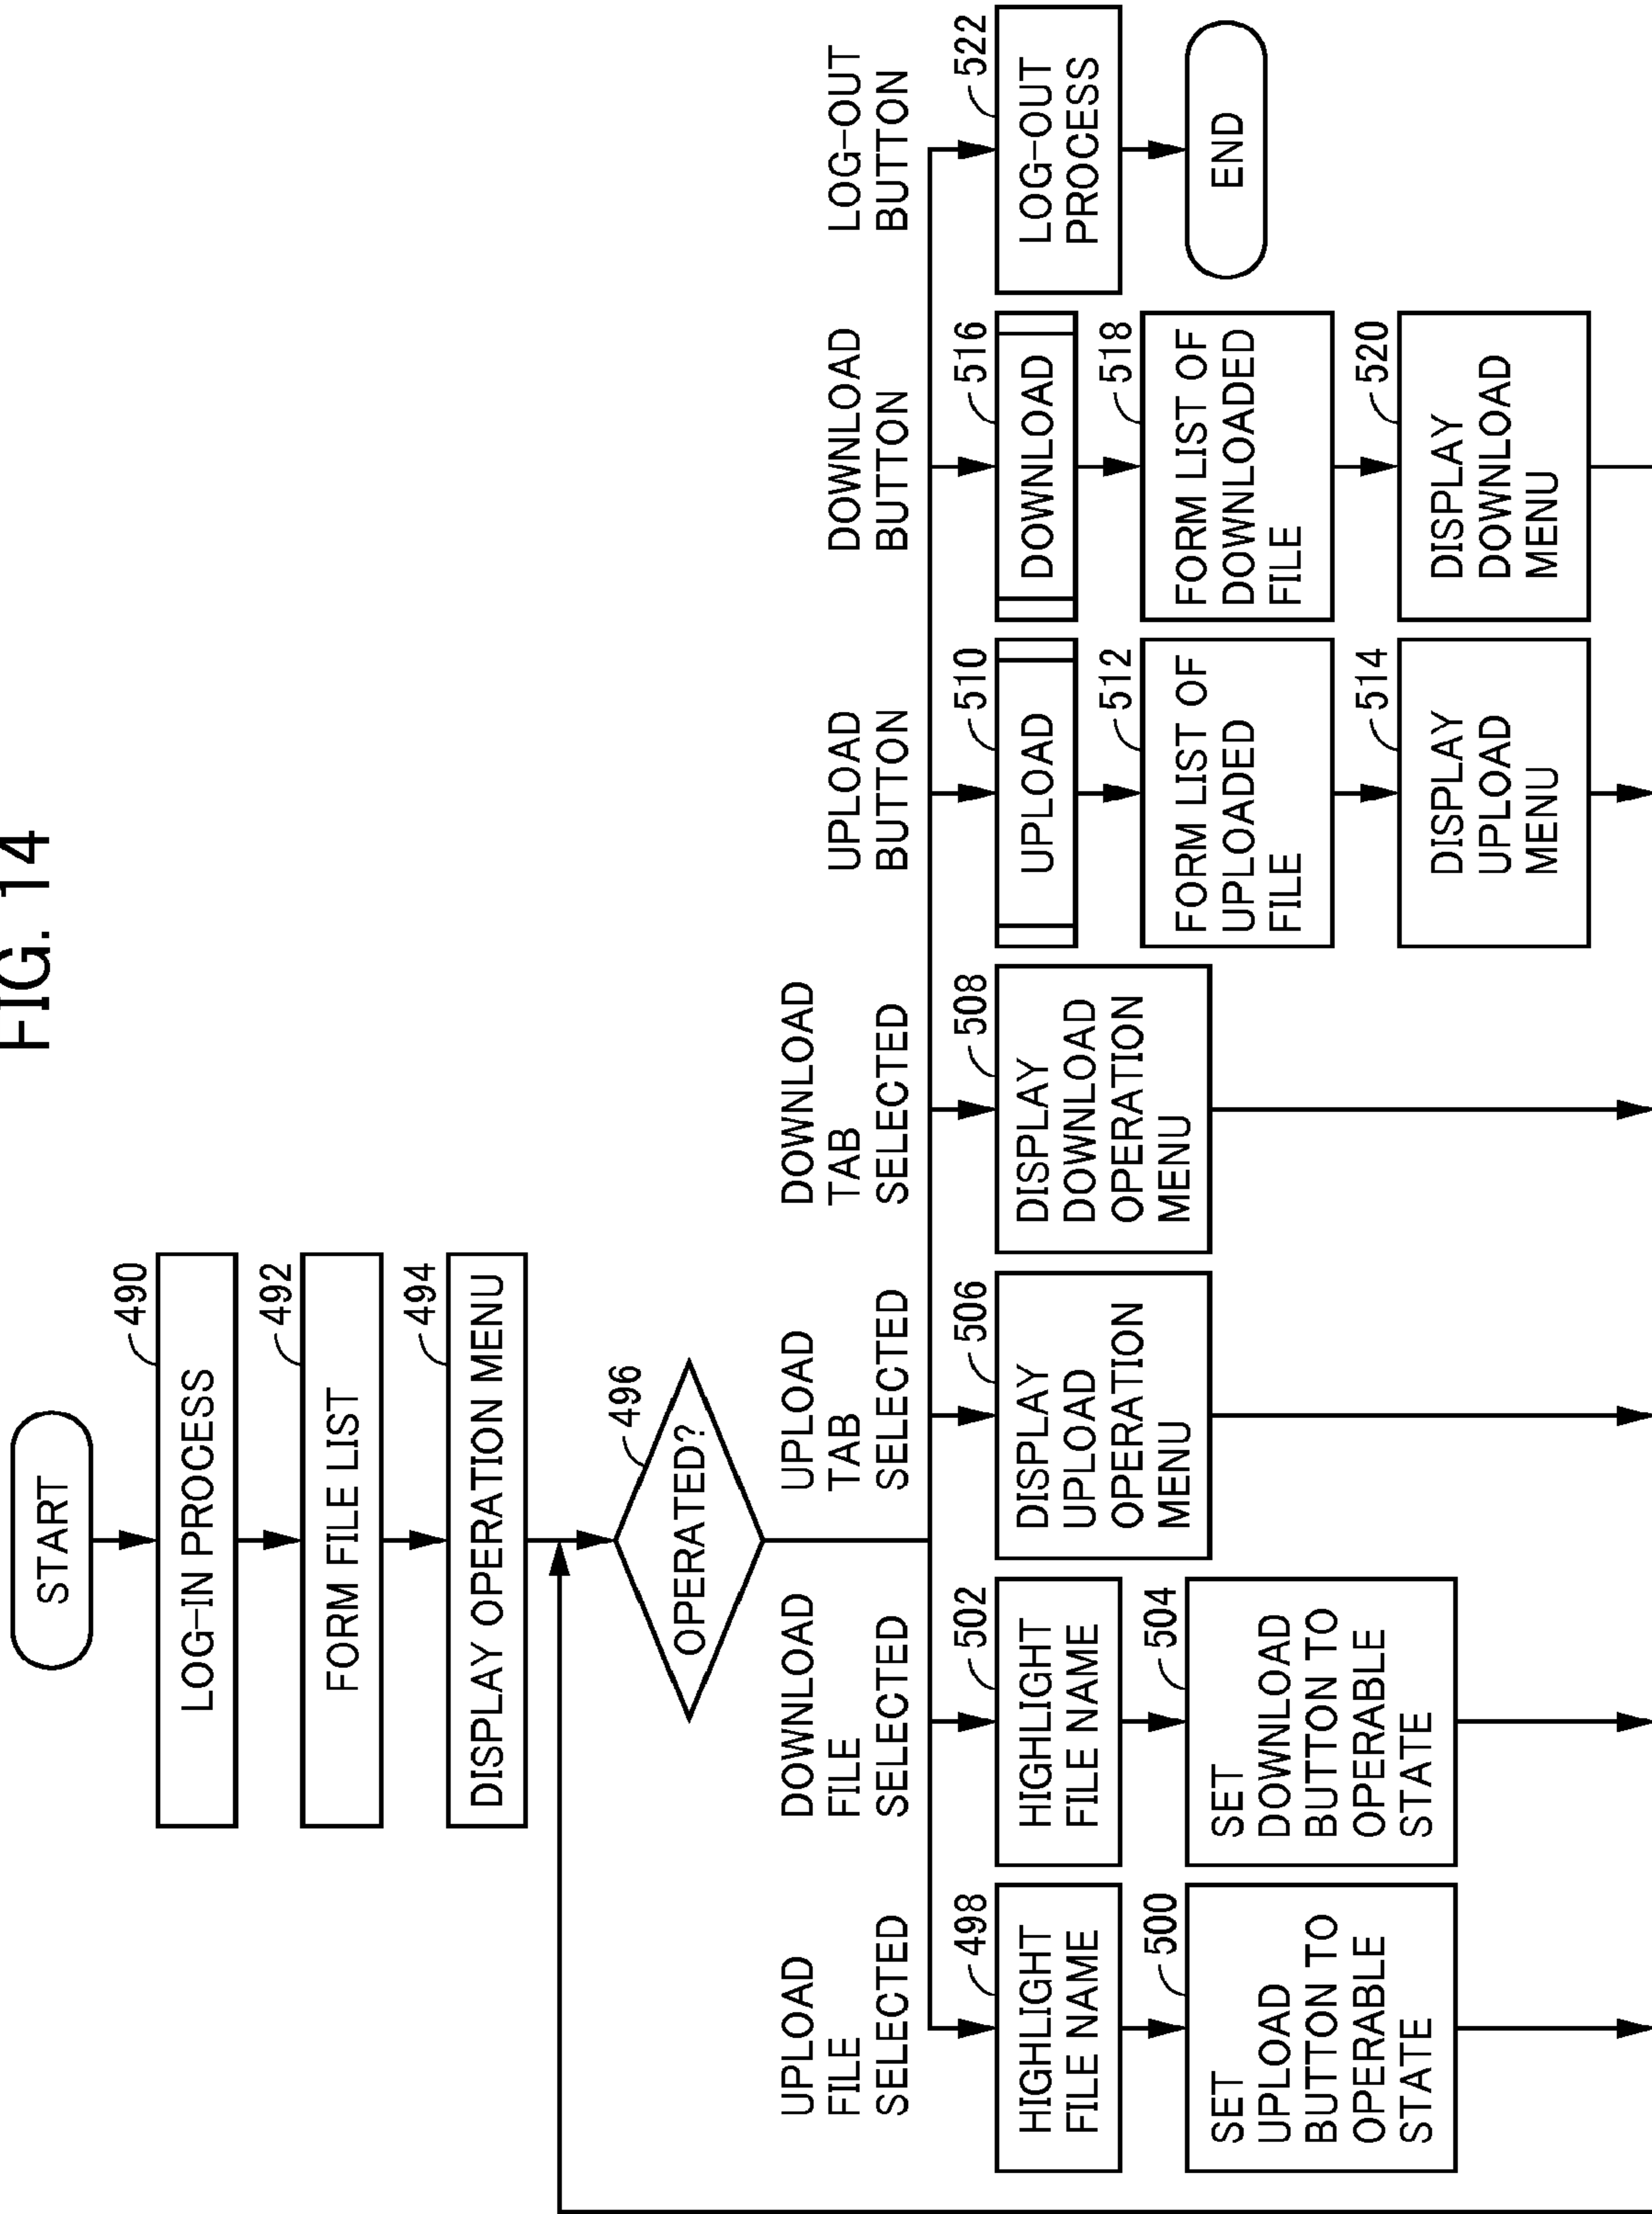 FIG. 14
START
490
LOG-IN PROCESS
492
FORM FILE LIST
494
DISPLAY OPERATION MENU
496
OPERATED?
UPLOAD
FILE
SELECTED
498
HIGHLIGHT
FILE NAME
500
SET
UPLOAD
BUTTON TO
OPERABLE
STATE
DOWNLOAD
FILE
SELECTED
502
HIGHLIGHT
FILE NAME
504
SET
DOWNLOAD
BUTTON TO
OPERABLE
STATE
UPLOAD
TAB
SELECTED
506
DISPLAY
UPLOAD
OPERATION
MENU
DOWNLOAD
TAB
SELECTED
508
DISPLAY
DOWNLOAD
OPERATION
MENU
UPLOAD
BUTTON
510
UPLOAD
512
FORM LIST OF
UPLOADED
FILE
514
DISPLAY
UPLOAD
MENU
DOWNLOAD
BUTTON
516
DOWNLOAD
518
FORM LIST OF
DOWNLOADED
FILE
520
DISPLAY
DOWNLOAD
MENU
LOG-OUT
BUTTON
522
LOG-OUT
PROCESS
END